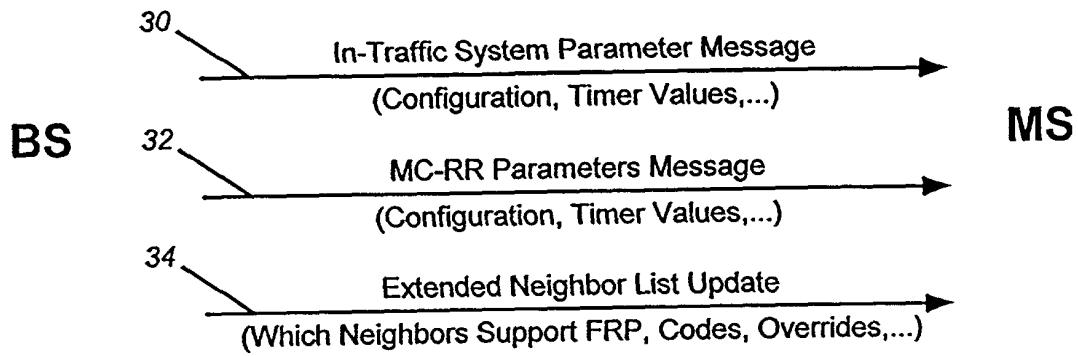 30
In-Traffic System Parameter Message
(Configuration, Timer Values,...)
BS
MS
32
MC-RR Parameters Message
(Configuration, Timer Values,...)
34
Extended Neighbor List Update
(Which Neighbors Support FRP, Codes, Overrides,...)